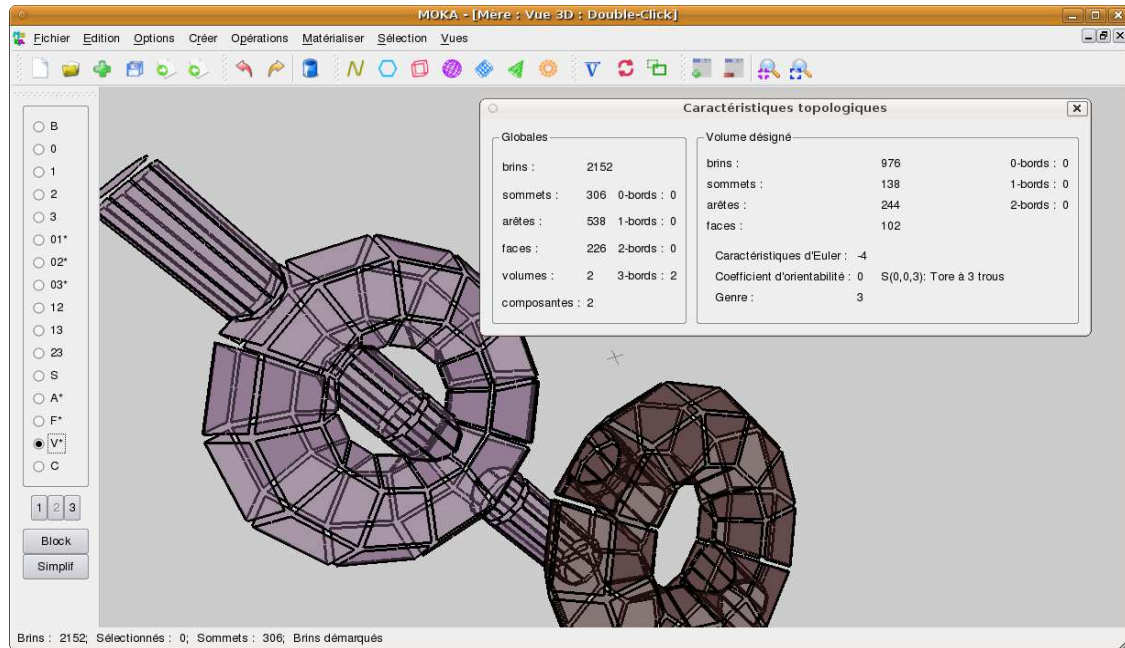 MOKA - [Mère : Vue 3D : Double-Click]
Fichier Edition Options Créer Opérations Matérialiser Sélection Vues
B
0
1
2
3
01*
02*
03*
12
13
23
S
A*
F*
V*
C
1 2 3
Block
Simplif
Caractéristiques topologiques
Globales
brins : 2152
sommets : 306 0-bords : 0
arêtes : 538 1-bords : 0
faces : 226 2-bords : 0
volumes : 2 3-bords : 2
composantes : 2
Volume désigné
brins : 976 0-bords : 0
sommets : 138 1-bords : 0
arêtes : 244 2-bords : 0
faces : 102
Caractéristiques d'Euler : -4
Coefficient d'orientabilité : 0 S(0,0,3): Tore à 3 trous
Genre : 3
Brins : 2152; Sélectionnés : 0; Sommets : 306; Brins démarqués